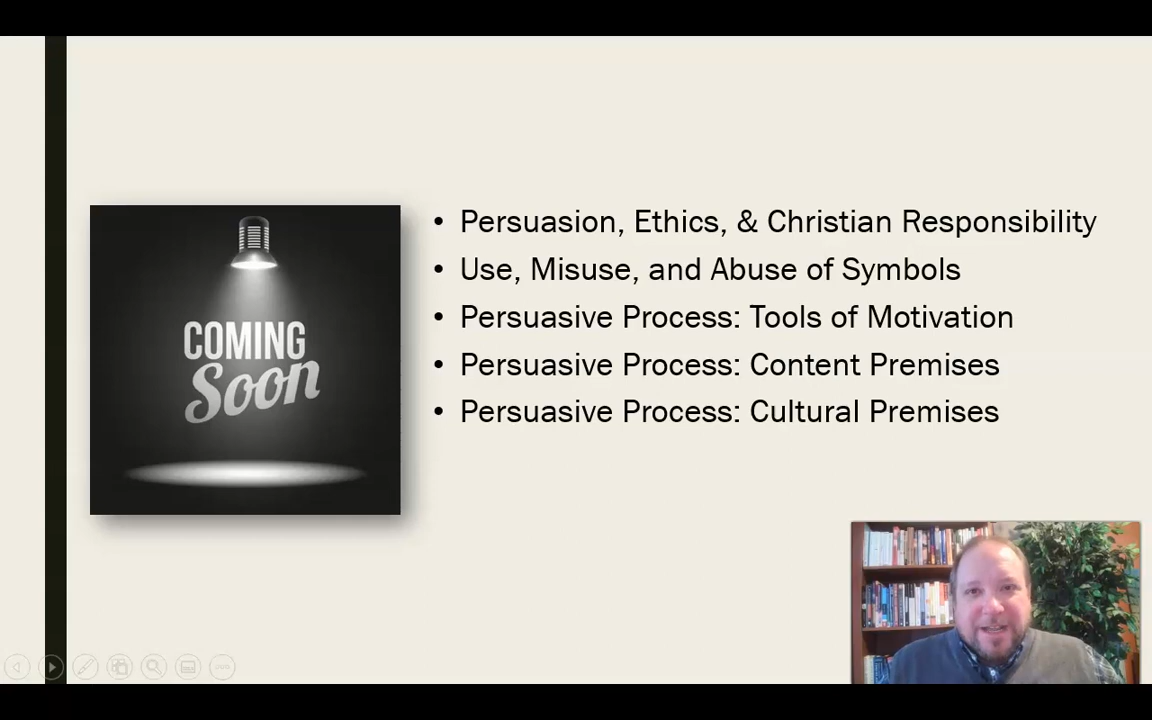 COMING
Soon
• Persuasion, Ethics, & Christian Responsibility
• Use, Misuse, and Abuse of Symbols
• Persuasive Process: Tools of Motivation
• Persuasive Process: Content Premises
• Persuasive Process: Cultural Premises